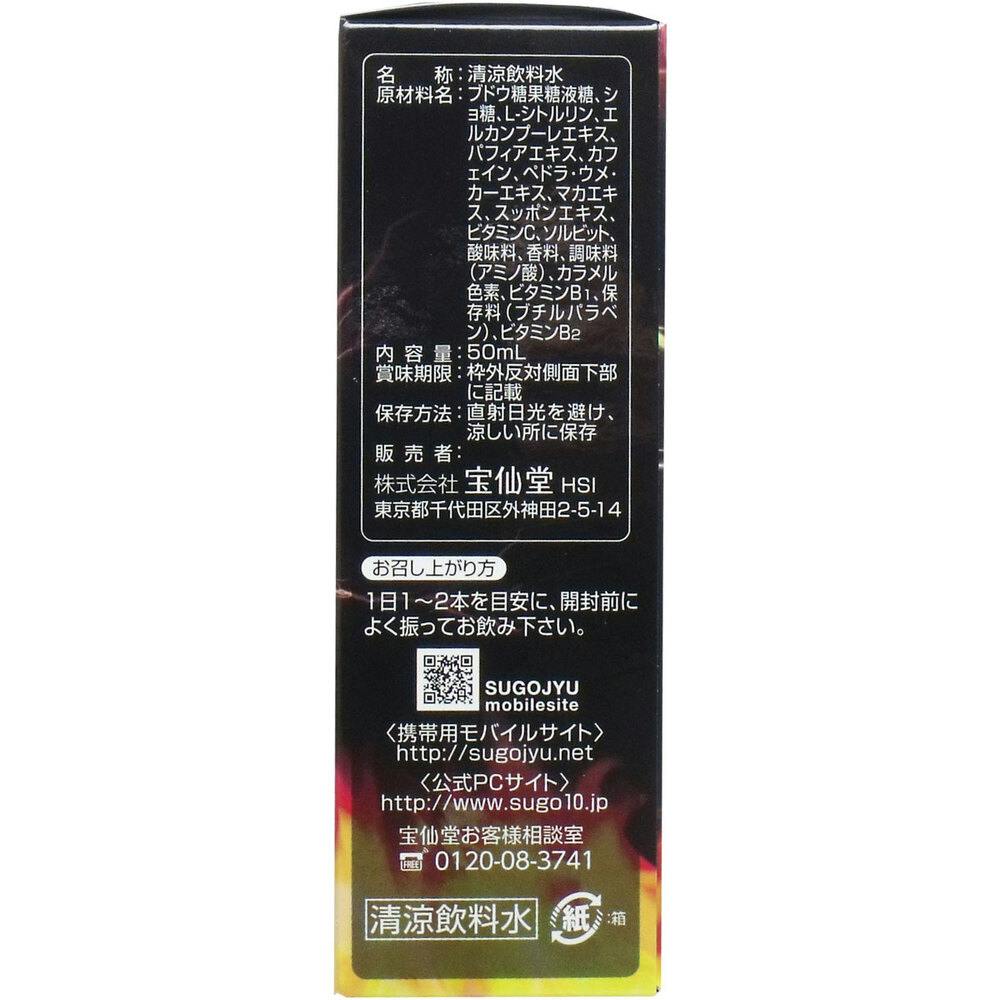 名称:清涼飲料水
原材料名:ブドウ糖果糖液糖、ショ
ョ糖、L-シトルリン、エ
ルカンプーレエキス、
パフィアエキス、カフ
ェイン、ペドラ・ウメ・
カーエキス、マカエキ
ス、スッポンエキス、
ビタミンC、ソルビット、
酸味料、香料、調味料
(アミノ酸)、カラメル
色素、ビタミンB1、保
存料(ブチルパラベ
ン)、ビタミンB2
内容量:50mL
賞味期限:枠外反対側面下部
に記載
保存方法:直射日光を避け、
涼しい所に保存
販売者:
株式会社 宝仙堂 HSI
東京都千代田区外神田2-5-14
お召し上がり方
1日1~2本を目安に、開封前に
よく振ってお飲み下さい。
SUGOJYU
mobilesite
〈携帯用モバイルサイト〉
http://sugojyu.net
〈公式PCサイト〉
http://www.sugo10.jp
宝仙堂お客様相談室
FREE 0120-08-3741
清涼飲料水 紙:箱